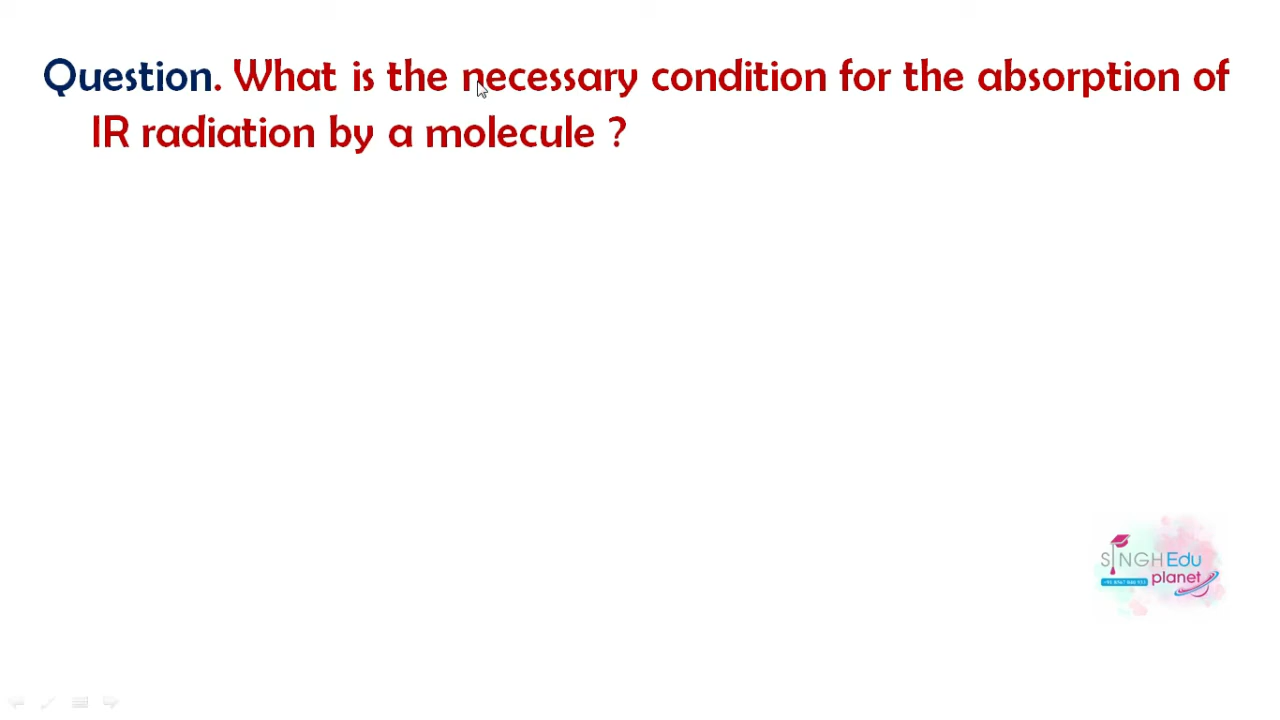 Question. What is the necessary condition for the absorption of
IR radiation by a molecule ?
SINGH Edu
planet